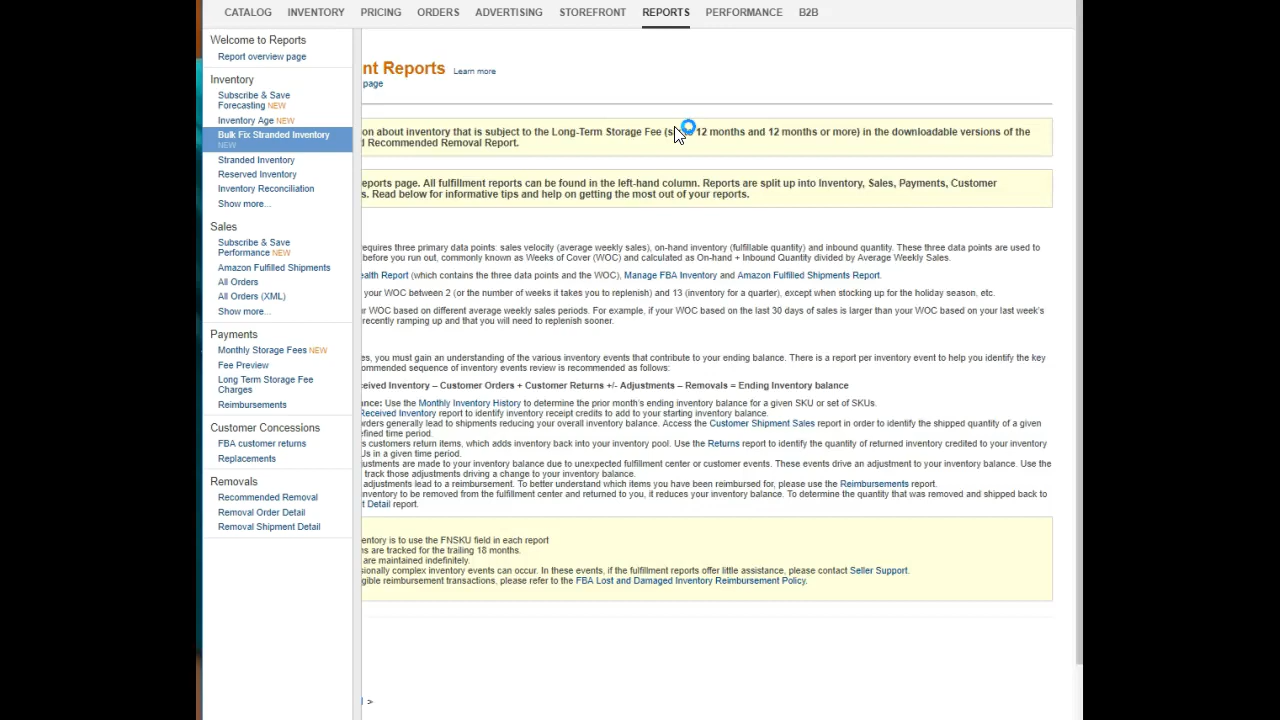 CATALOG INVENTORY PRICING ORDERS ADVERTISING STOREFRONT REPORTS PERFORMANCE B2B
Welcome to Reports
Report overview page
Inventory
Subscribe & Save
Forecasting NEW
Inventory Age NEW
Bulk Fix Stranded Inventory
NEW
Stranded Inventory
Reserved Inventory
Inventory Reconciliation
Show more...
Sales
Subscribe & Save
Performance NEW
Amazon Fulfilled Shipments
All Orders
All Orders (XML)
Show more...
Payments
Monthly Storage Fees NEW
Fee Preview
Long Term Storage Fee
Charges
Reimbursements
Customer Concessions
FBA customer returns
Replacements
Removals
Recommended Removal
Removal Order Detail
Removal Shipment Detail
nt Reports Learn more
page
on about inventory that is subject to the Long-Term Storage Fee 12 months and 12 months or more) in the downloadable versions of the
d Recommended Removal Report.
eports page. All fulfillment reports can be found in the left-hand column. Reports are split up into Inventory, Sales, Payments, Customer
s. Read below for informative tips and help on getting the most out of your reports.
equires three primary data points: sales velocity (average weekly sales), on-hand inventory (fulfillable quantity) and inbound quantity. These three data points are used to
before you run out, commonly known as Weeks of Cover (WOC) and calculated as On-hand + Inbound Quantity divided by Average Weekly Sales.
ealth Report (which contains the three data points and the WOC), Manage FBA Inventory and Amazon Fulfilled Shipments Report.
your WOC between 2 (or the number of weeks it takes you to replenish) and 13 (inventory for a quarter), except when stocking up for the holiday season, etc.
r WOC based on different average weekly sales periods. For example, if your WOC based on the last 30 days of sales is larger than your WOC based on your last week's
recently ramping up and that you will need to replenish sooner.
es, you must gain an understanding of the various inventory events that contribute to your ending balance. There is a report per inventory event to help you identify the key
ommended sequence of inventory events review is recommended as follows:
ceived Inventory – Customer Orders + Customer Returns +/- Adjustments – Removals = Ending Inventory balance
ance: Use the Monthly Inventory History to determine the prior month's ending inventory balance for a given SKU or set of SKUs.
Received Inventory report to identify inventory receipt credits to add to your starting inventory balance.
orders generally lead to shipments reducing your overall inventory balance. Access the Customer Shipment Sales report in order to identify the shipped quantity of a given
efined time period.
s customers return items, which adds inventory back into your inventory pool. Use the Returns report to identify the quantity of returned inventory credited to your inventory
Us in a given time period.
justments are made to your inventory balance due to unexpected fulfillment center or customer events. These events drive an adjustment to your inventory balance. Use the
track those adjustments driving a change to your inventory balance.
adjustments lead to a reimbursement. To better understand which items you have been reimbursed for, please use the Reimbursements report.
inventory to be removed from the fulfillment center and returned to you, it reduces your inventory balance. To determine the quantity that was removed and shipped back to
t Detail report.
entory is to use the FNSKU field in each report
ns are tracked for the trailing 18 months.
are maintained indefinitely.
sionally complex inventory events can occur. In these events, if the fulfillment reports offer little assistance, please contact Seller Support.
igible reimbursement transactions, please refer to the FBA Lost and Damaged Inventory Reimbursement Policy.
>